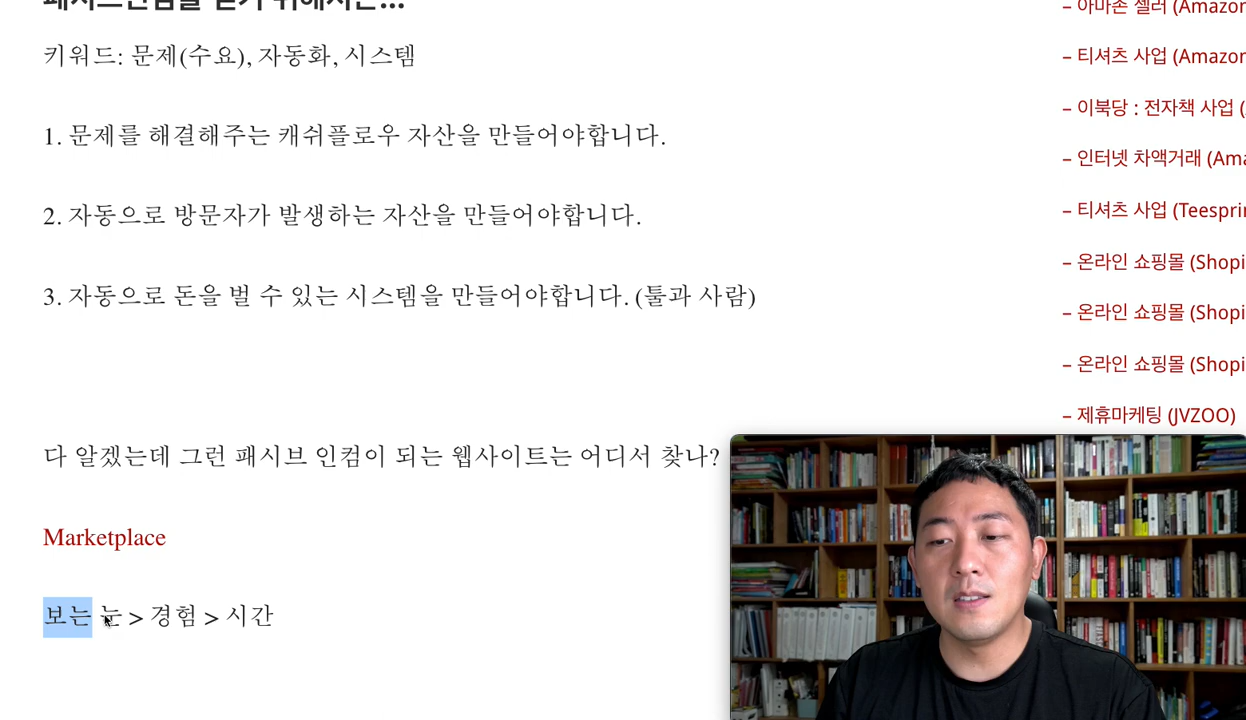 키워드: 문제(수요), 자동화, 시스템
1. 문제를 해결해주는 캐쉬플로우 자산을 만들어야합니다.
2. 자동으로 방문자가 발생하는 자산을 만들어야합니다.
3. 자동으로 돈을 벌 수 있는 시스템을 만들어야합니다. (툴과 사람)
다 알겠는데 그런 패시브 인컴이 되는 웹사이트는 어디서 찾나?
Marketplace
보는 눈 > 경험 > 시간
– 아마존 셀러 (Amazon
– 티셔츠 사업 (Amazon
– 이북당 : 전자책 사업 (
– 인터넷 차액거래 (Ama
– 티셔츠 사업 (Teesprin
– 온라인 쇼핑몰 (Shopi
– 온라인 쇼핑몰 (Shopi
– 온라인 쇼핑몰 (Shopi
– 제휴마케팅 (JVZOO)